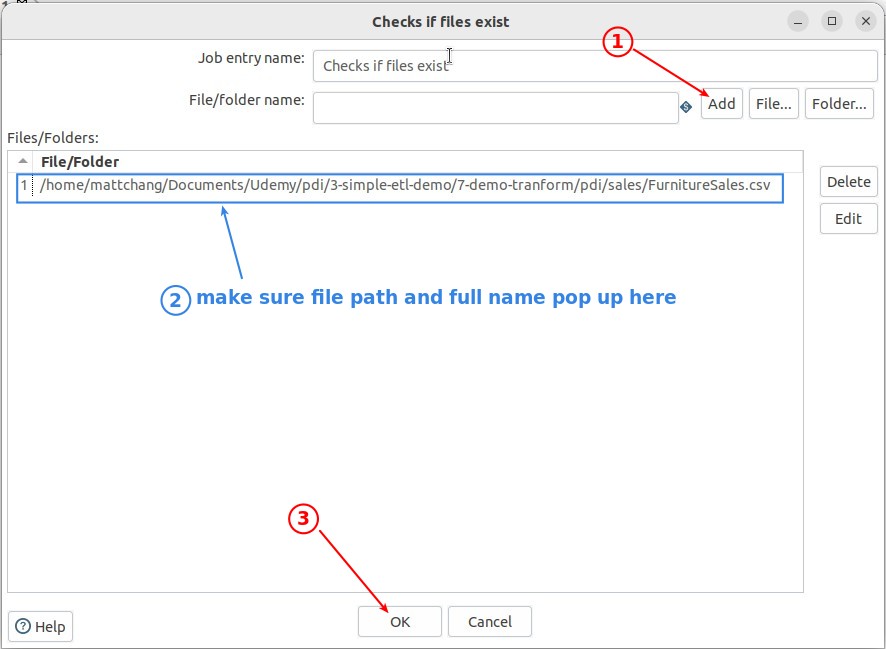 Checks if files exist
Job entry name:
Checks if files exist
1
File/folder name:
Add
File...
Folder...
Files/Folders:
File/Folder
1 /home/mattchang/Documents/Udemy/pdi/3-simple-etl-demo/7-demo-tranform/pdi/sales/FurnitureSales.csv
Delete
Edit
2 make sure file path and full name pop up here
3
OK
Cancel
Help